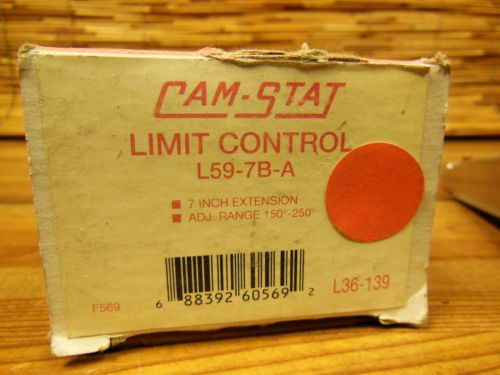 CAM-STAT
LIMIT CONTROL
L59-7B-A
■ 7 INCH EXTENSION
■ ADJ. RANGE 150°-250°
F569
6 88392 60569 2
L36-139